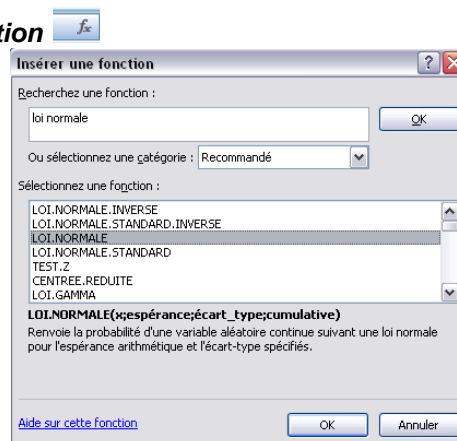 tion fx
Insérer une fonction
Recherchez une fonction :
loi normale
OK
Ou sélectionnez une catégorie : Recommandé
Sélectionnez une fonction :
LOI.NORMALE.INVERSE
LOI.NORMALE.STANDARD.INVERSE
LOI.NORMALE
LOI.NORMALE.STANDARD
TEST.Z
CENTREE.REDUITE
LOI.GAMMA
LOI.NORMALE(x;espérance;écart_type;cumulative)
Renvoie la probabilité d'une variable aléatoire continue suivant une loi normale
pour l'espérance arithmétique et l'écart-type spécifiés.
Aide sur cette fonction
OK
Annuler